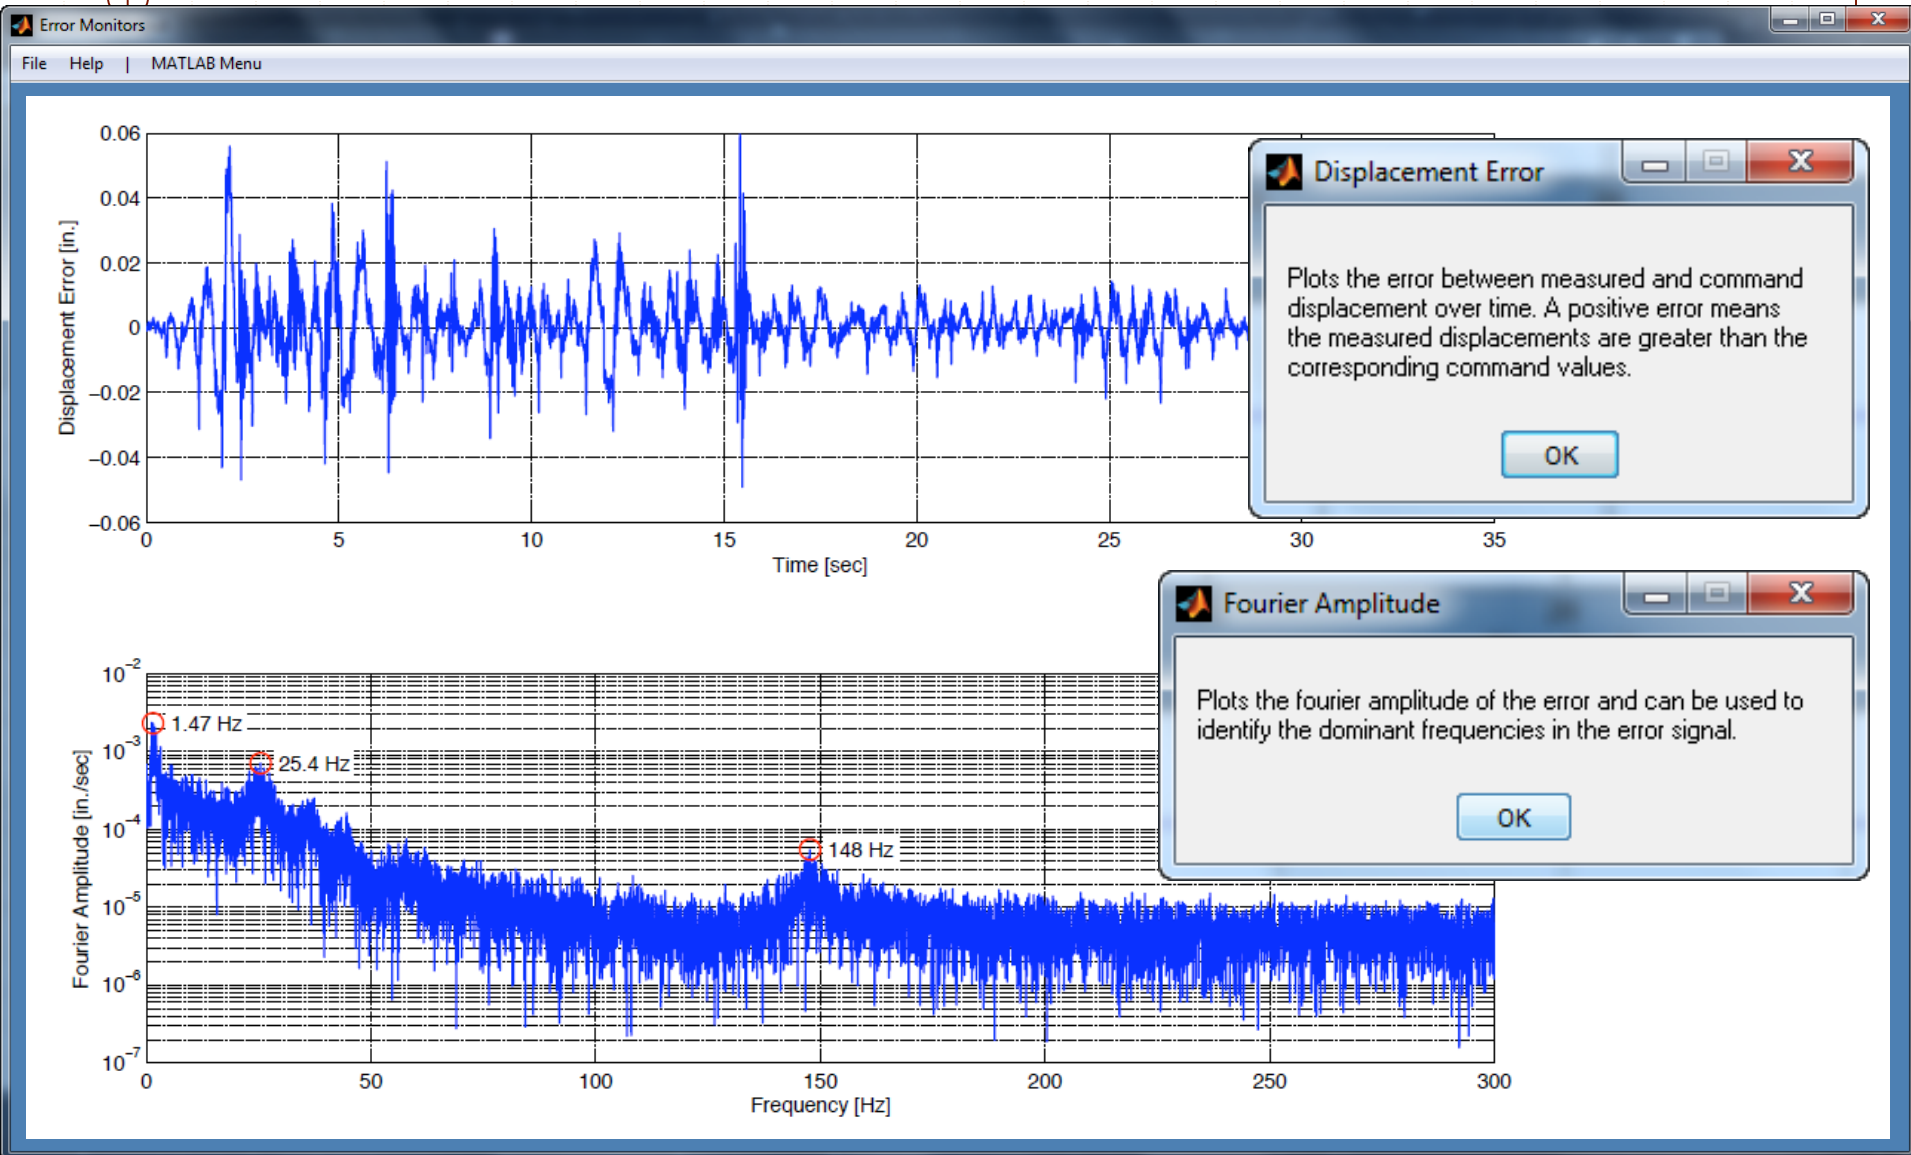 Error Monitors
File Help | MATLAB Menu
0.06
0.04
0.02
0
−0.02
−0.04
−0.06
Displacement Error [in.]
0 5 10 15 20 25 30 35
Time [sec]
Displacement Error
Plots the error between measured and command
displacement over time. A positive error means
the measured displacements are greater than the
corresponding command values.
OK
10−2
10−3
10−4
10−5
10−6
10−7
Fourier Amplitude [in./sec]
1.47 Hz
25.4 Hz
148 Hz
0 50 100 150 200 250 300
Frequency [Hz]
Fourier Amplitude
Plots the fourier amplitude of the error and can be used to
identify the dominant frequencies in the error signal.
OK